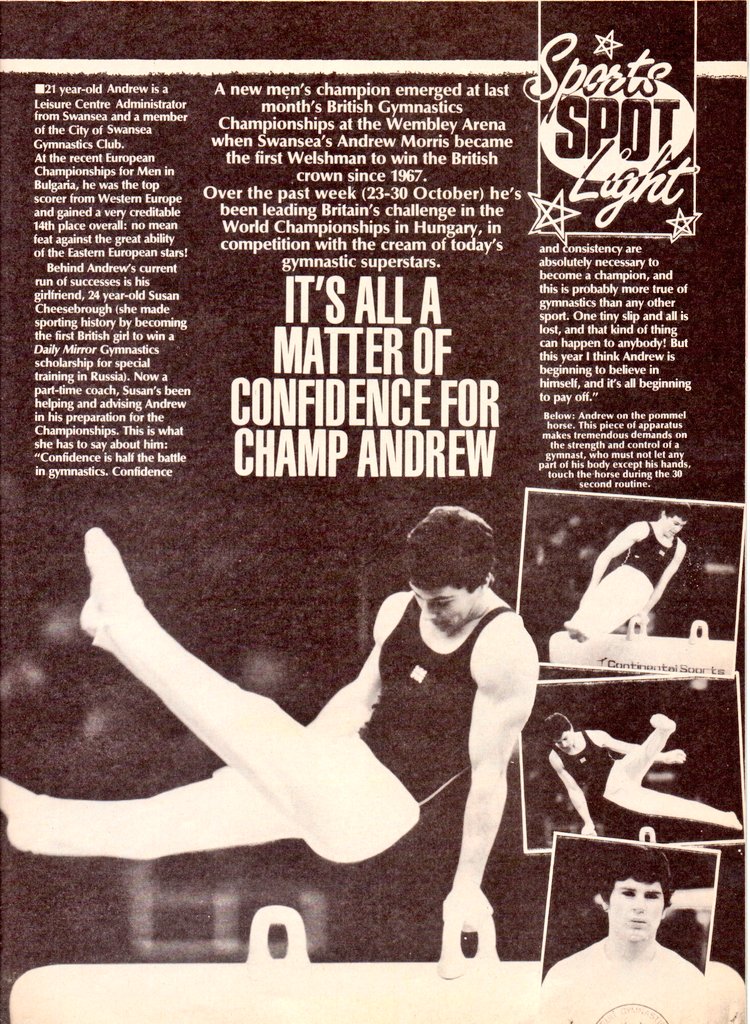 Sports
SPOT
Light
A new men's champion emerged at last
month's British Gymnastics
Championships at the Wembley Arena
when Swansea's Andrew Morris became
the first Welshman to win the British
crown since 1967.
Over the past week (23-30 October) he's
been leading Britain's challenge in the
World Championships in Hungary, in
competition with the cream of today's
gymnastic superstars.
IT'S ALL A
MATTER OF
CONFIDENCE FOR
CHAMP ANDREW
■21 year-old Andrew is a
Leisure Centre Administrator
from Swansea and a member
of the City of Swansea
Gymnastics Club.
At the recent European
Championships for Men in
Bulgaria, he was the top
scorer from Western Europe
and gained a very creditable
14th place overall: no mean
feat against the great ability
of the Eastern European stars!
Behind Andrew's current
run of successes is his
girlfriend, 24 year-old Susan
Cheesebrough (she made
sporting history by becoming
the first British girl to win a
Daily Mirror Gymnastics
scholarship for special
training in Russia). Now a
part-time coach, Susan's been
helping and advising Andrew
in his preparation for the
Championships. This is what
she has to say about him:
"Confidence is half the battle
in gymnastics. Confidence
and consistency are
absolutely necessary to
become a champion, and
this is probably more true of
gymnastics than any other
sport. One tiny slip and all is
lost, and that kind of thing
can happen to anybody! But
this year I think Andrew is
beginning to believe in
himself, and it's all beginning
to pay off."
Below: Andrew on the pommel
horse. This piece of apparatus
makes tremendous demands on
the strength and control of a
gymnast, who must not let any
part of his body except his hands,
touch the horse during the 30
second routine.
Continental Sports